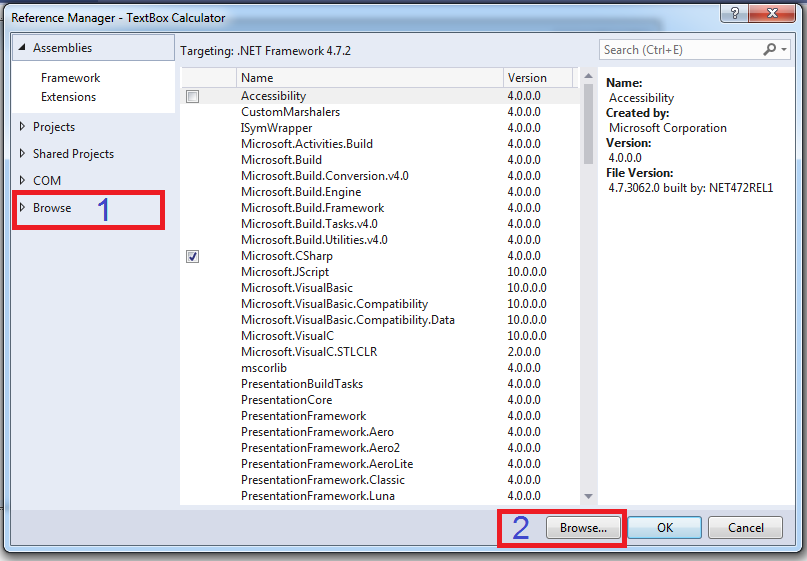 Reference Manager - TextBox Calculator
?
Assemblies
Framework
Extensions
Projects
Shared Projects
COM
Browse 1
Targeting: .NET Framework 4.7.2
Search (Ctrl+E)
Name Version
Accessibility 4.0.0.0
CustomMarshalers 4.0.0.0
ISymWrapper 4.0.0.0
Microsoft.Activities.Build 4.0.0.0
Microsoft.Build 4.0.0.0
Microsoft.Build.Conversion.v4.0 4.0.0.0
Microsoft.Build.Engine 4.0.0.0
Microsoft.Build.Framework 4.0.0.0
Microsoft.Build.Tasks.v4.0 4.0.0.0
Microsoft.Build.Utilities.v4.0 4.0.0.0
Microsoft.CSharp 4.0.0.0
Microsoft.JScript 10.0.0.0
Microsoft.VisualBasic 10.0.0.0
Microsoft.VisualBasic.Compatibility 10.0.0.0
Microsoft.VisualBasic.Compatibility.Data 10.0.0.0
Microsoft.VisualC 10.0.0.0
Microsoft.VisualC.STLCLR 2.0.0.0
mscorlib 4.0.0.0
PresentationBuildTasks 4.0.0.0
PresentationCore 4.0.0.0
PresentationFramework 4.0.0.0
PresentationFramework.Aero 4.0.0.0
PresentationFramework.Aero2 4.0.0.0
PresentationFramework.AeroLite 4.0.0.0
PresentationFramework.Classic 4.0.0.0
PresentationFramework.Luna 4.0.0.0
Name:
Accessibility
Created by:
Microsoft Corporation
Version:
4.0.0.0
File Version:
4.7.3062.0 built by: NET472REL1
2 Browse... OK Cancel